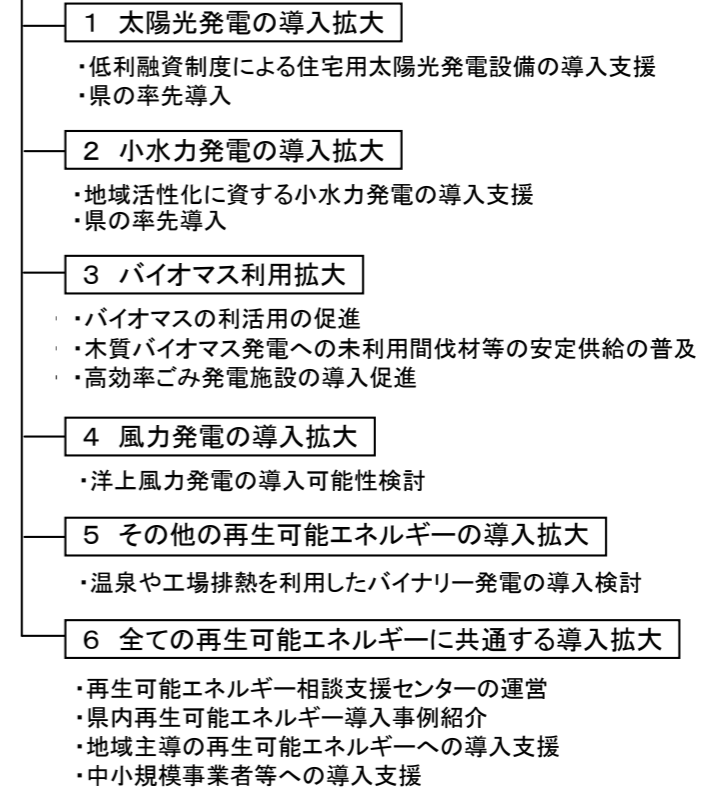 １ 太陽光発電の導入拡大
・低利融資制度による住宅用太陽光発電設備の導入支援
・県の率先導入
２ 小水力発電の導入拡大
・地域活性化に資する小水力発電の導入支援
・県の率先導入
３ バイオマス利用拡大
・バイオマスの利活用の促進
・木質バイオマス発電への未利用間伐材等の安定供給の普及
・高効率ごみ発電施設の導入促進
４ 風力発電の導入拡大
・洋上風力発電の導入可能性検討
５ その他の再生可能エネルギーの導入拡大
・温泉や工場排熱を利用したバイナリー発電の導入検討
６ 全ての再生可能エネルギーに共通する導入拡大
・再生可能エネルギー相談支援センターの運営
・県内再生可能エネルギー導入事例紹介
・地域主導の再生可能エネルギーへの導入支援
・中小規模事業者等への導入支援